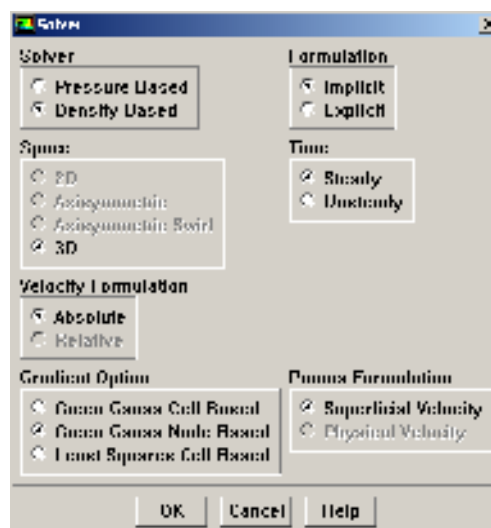 Solver
Solver
Pressure Based
Density Based
Formulation
Implicit
Explicit
Space
2D
Axisymmetric
Axisymmetric Swirl
3D
Time
Steady
Unsteady
Velocity Formulation
Absolute
Relative
Gradient Option
Green Gauss Cell Based
Green Gauss Node Based
Least Squares Cell Based
Porous Formulation
Superficial Velocity
Physical Velocity
OK
Cancel
Help